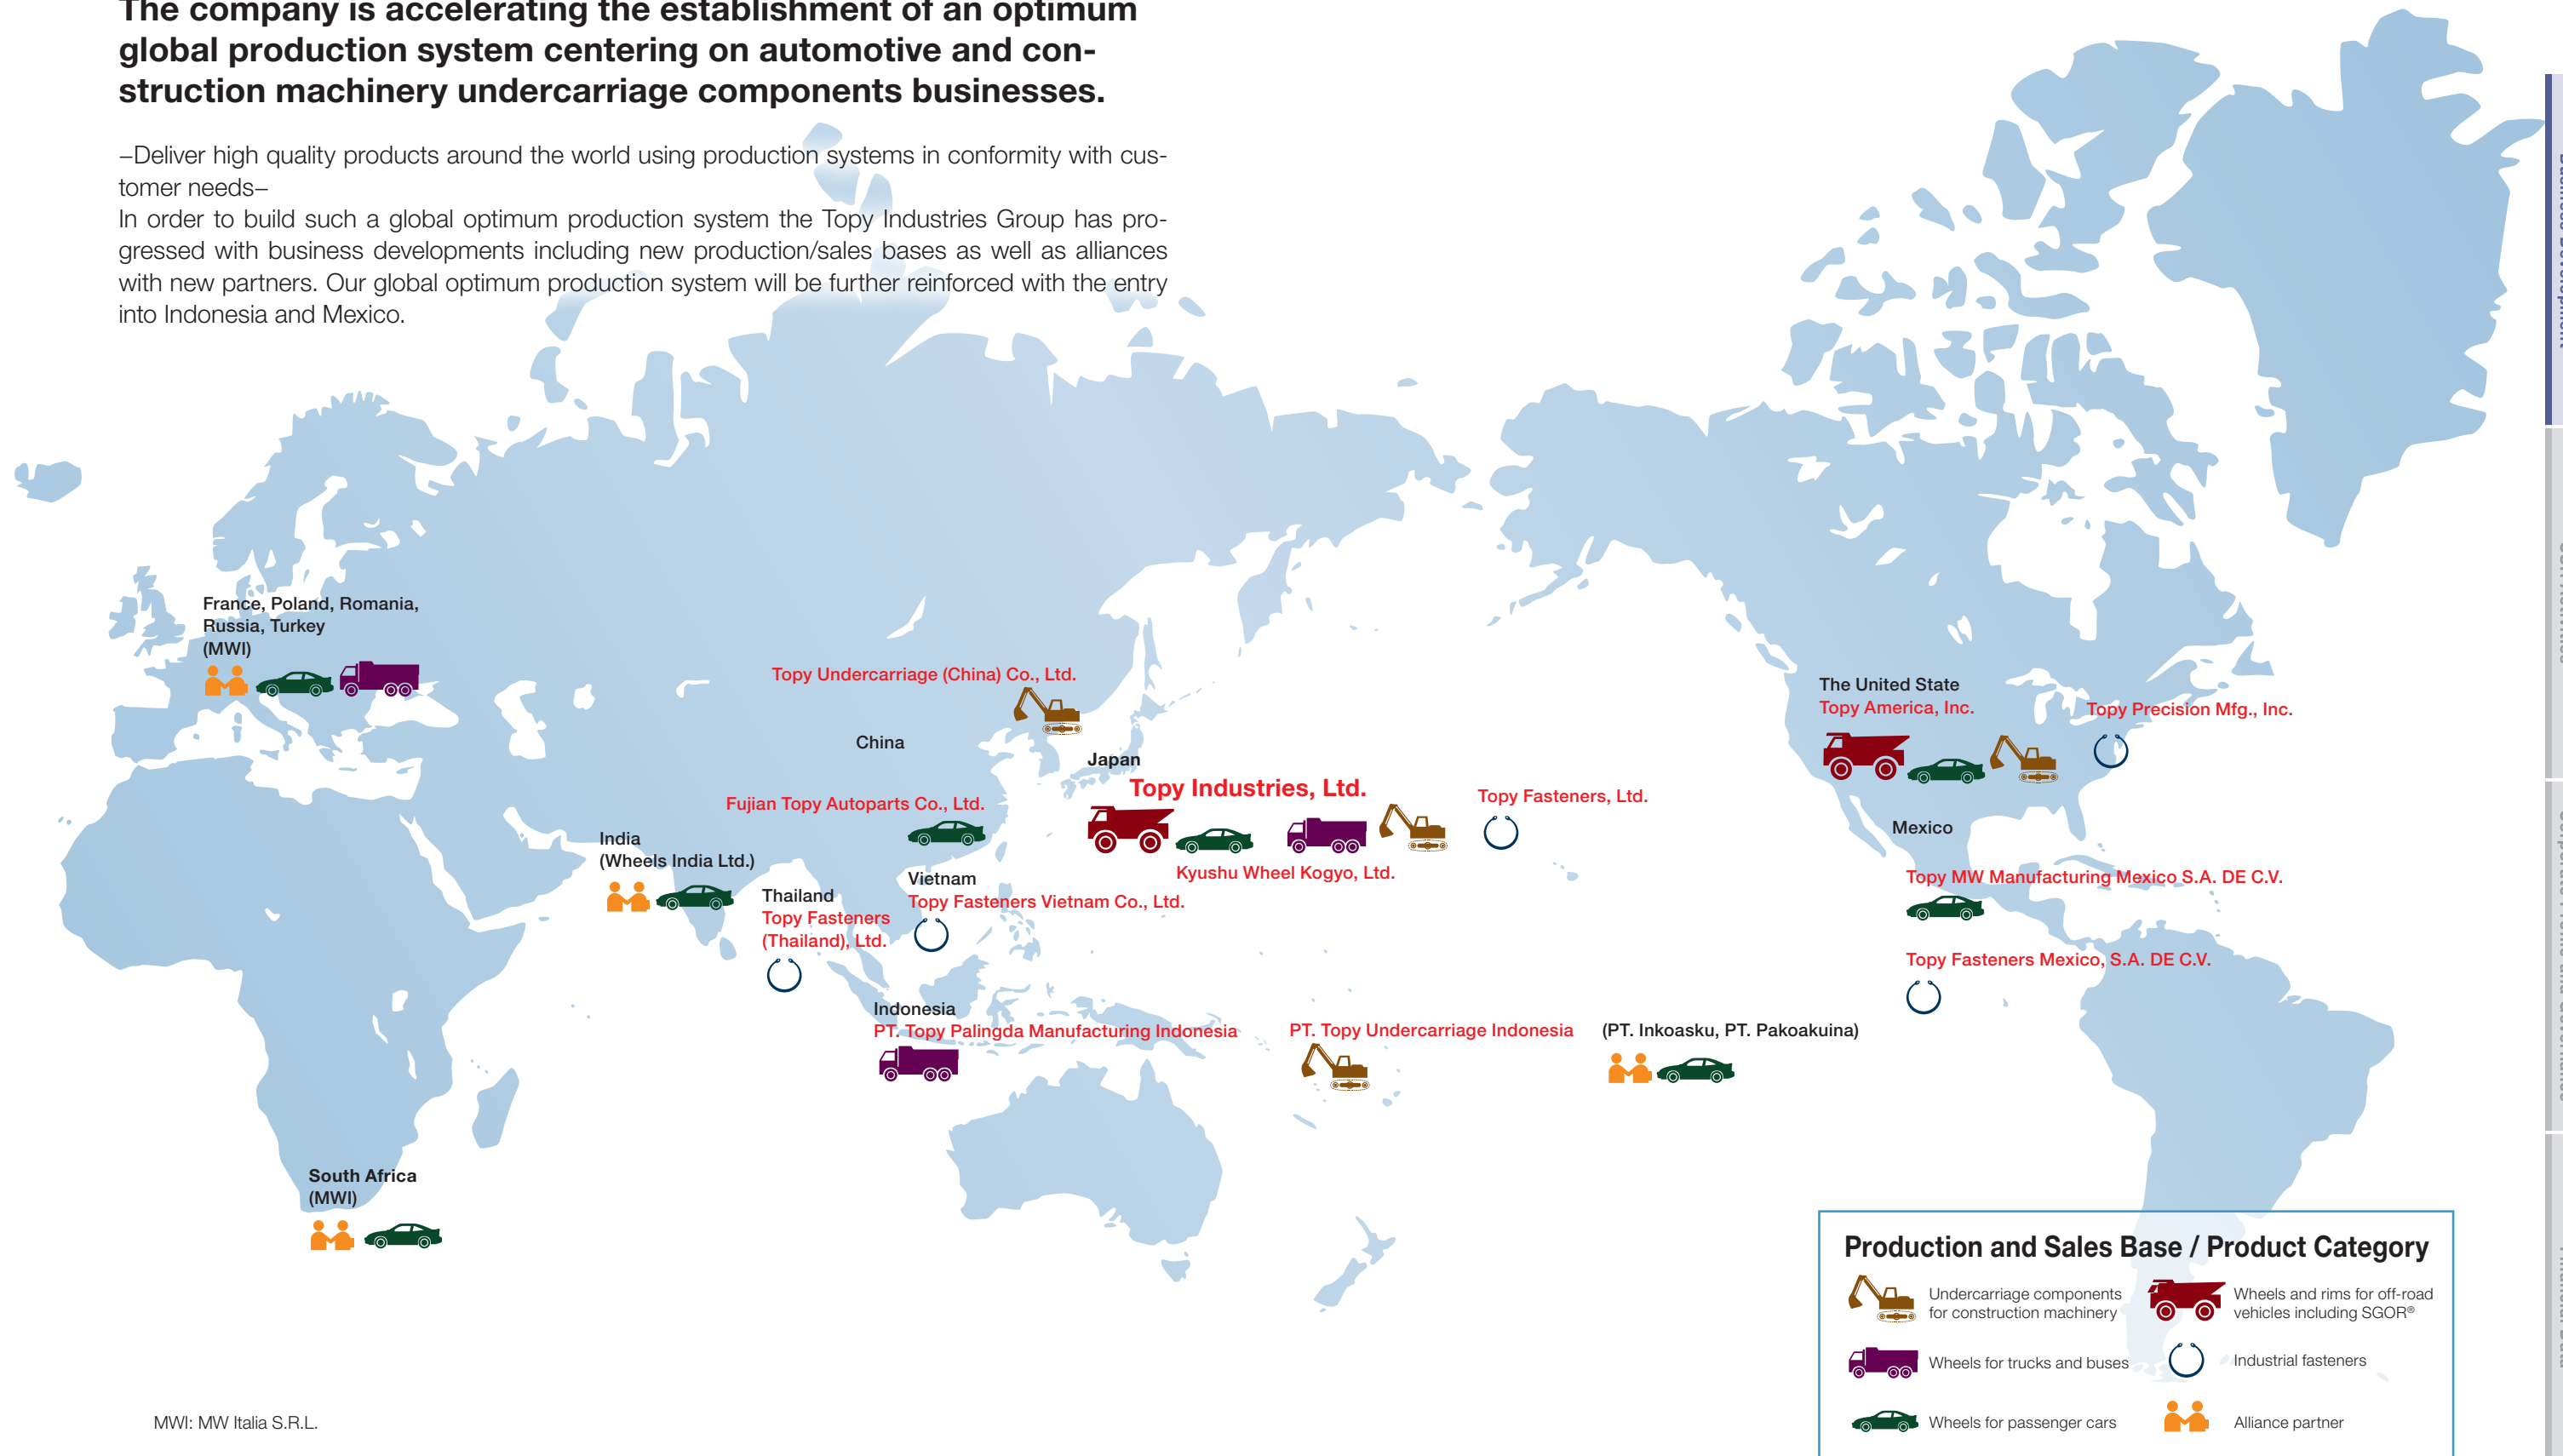 The company is accelerating the establishment of an optimum
global production system centering on automotive and con-
struction machinery undercarriage components businesses.
–Deliver high quality products around the world using production systems in conformity with cus-
tomer needs–
In order to build such a global optimum production system the Topy Industries Group has pro-
gressed with business developments including new production/sales bases as well as alliances
with new partners. Our global optimum production system will be further reinforced with the entry
into Indonesia and Mexico.
France, Poland, Romania,
Russia, Turkey
(MWI)
Topy Undercarriage (China) Co., Ltd.
China
Fujian Topy Autoparts Co., Ltd.
Japan
Topy Industries, Ltd.
Kyushu Wheel Kogyo, Ltd.
Topy Fasteners, Ltd.
The United State
Topy America, Inc.
Topy Precision Mfg., Inc.
Mexico
Topy MW Manufacturing Mexico S.A. DE C.V.
Topy Fasteners Mexico, S.A. DE C.V.
India
(Wheels India Ltd.)
Thailand
Topy Fasteners
(Thailand), Ltd.
Vietnam
Topy Fasteners Vietnam Co., Ltd.
Indonesia
PT. Topy Palingda Manufacturing Indonesia
PT. Topy Undercarriage Indonesia
(PT. Inkoasku, PT. Pakoakuina)
South Africa
(MWI)
Production and Sales Base / Product Category
Undercarriage components
for construction machinery
Wheels and rims for off-road
vehicles including SGOR®
Wheels for trucks and buses
Industrial fasteners
Wheels for passenger cars
Alliance partner
MWI: MW Italia S.R.L.